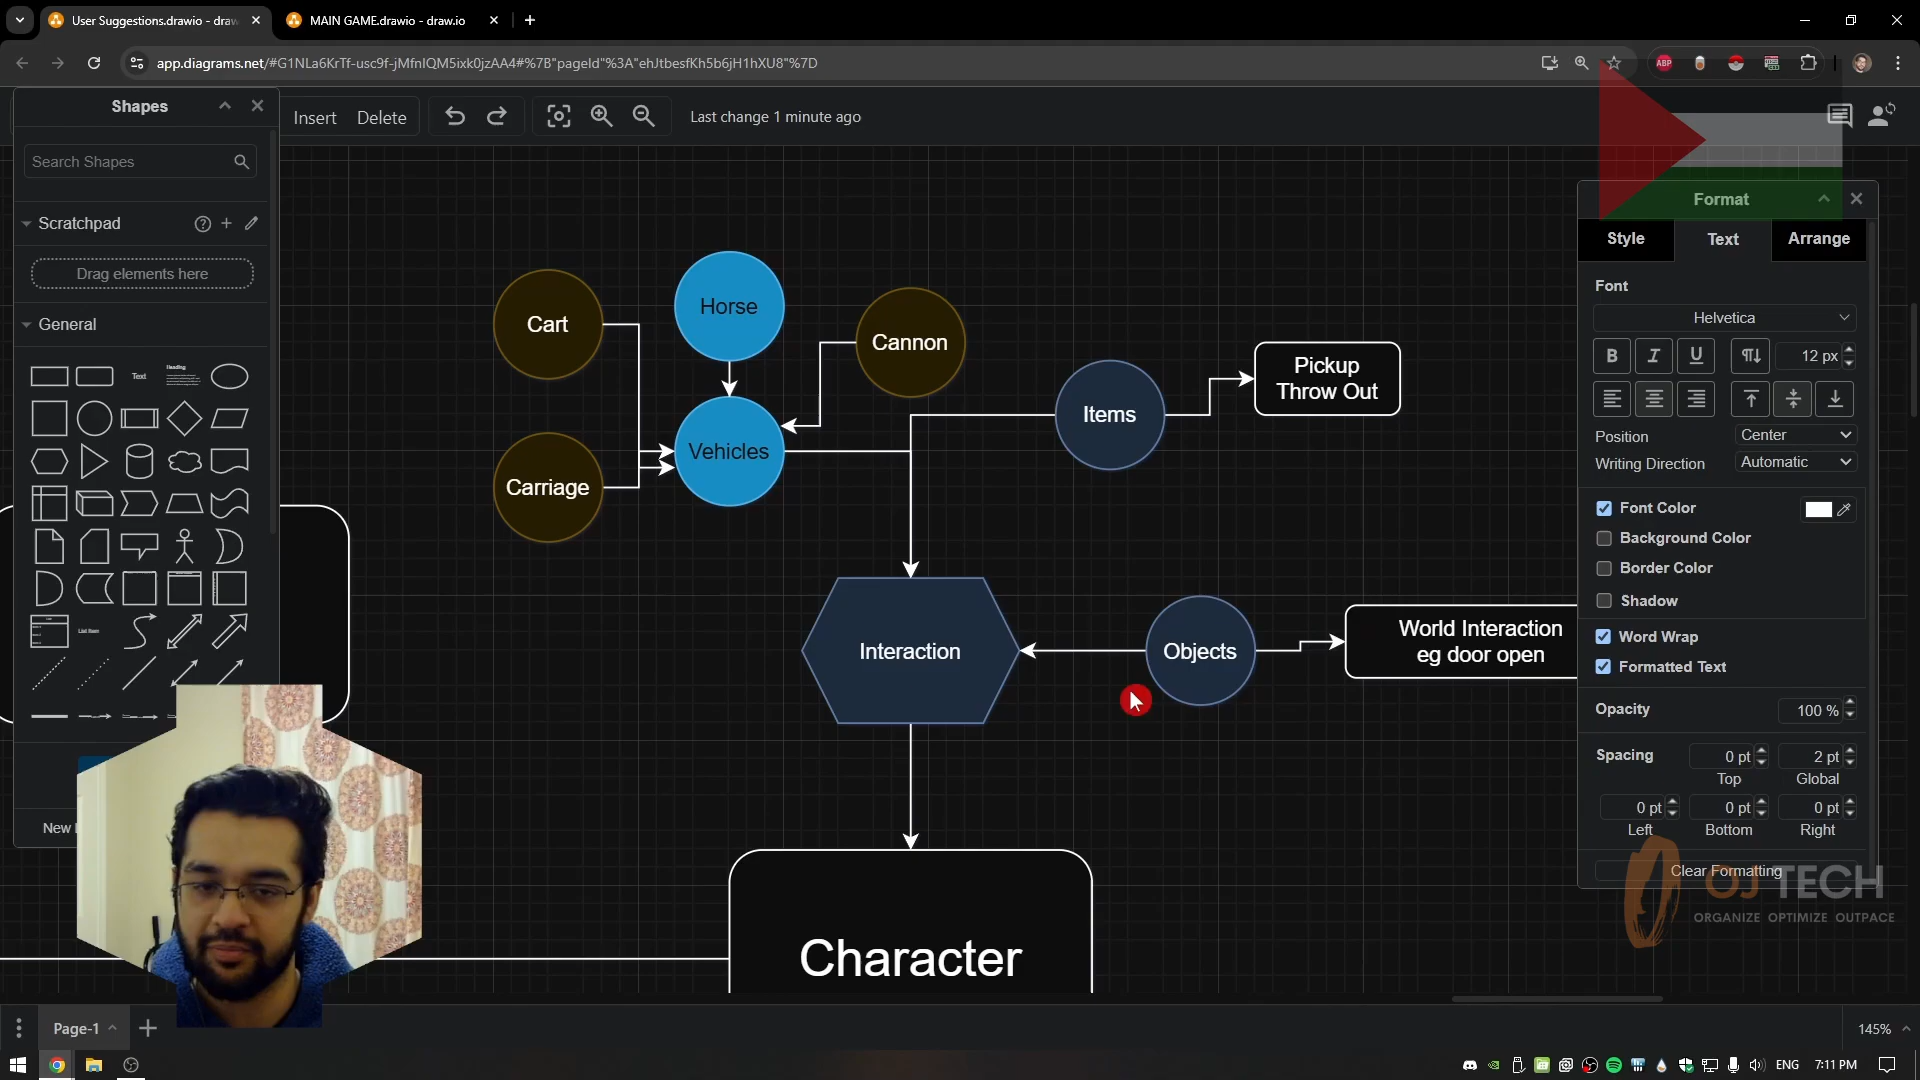 User Suggestions.drawio - draw
MAIN GAME.drawio - draw.io
app.diagrams.net/#G1NLa6KrTf-usc9f-jMfnIQM5ixk0jzAA4#%7B"pageId"%3A"ehJtbesfKh5b6jH1hXU8"%7D
ABP
Shapes
Insert
Delete
Last change 1 minute ago
Search Shapes
Scratchpad
Drag elements here
General
Text
Heading
List Item
New
Cart
Horse
Cannon
Carriage
Vehicles
Items
Pickup
Throw Out
Interaction
Objects
World Interaction
eg door open
Character
Format
Style
Text
Arrange
Font
Helvetica
B I U
12 px
Position
Center
Writing Direction
Automatic
Font Color
Background Color
Border Color
Shadow
Word Wrap
Formatted Text
Opacity
100 %
Spacing
0 pt
2 pt
Top
Global
0 pt
0 pt
0 pt
Left
Bottom
Right
Clear Formatting
OJ TECH
ORGANIZE OPTIMIZE OUTPACE
Page-1
145%
ENG
7:11 PM